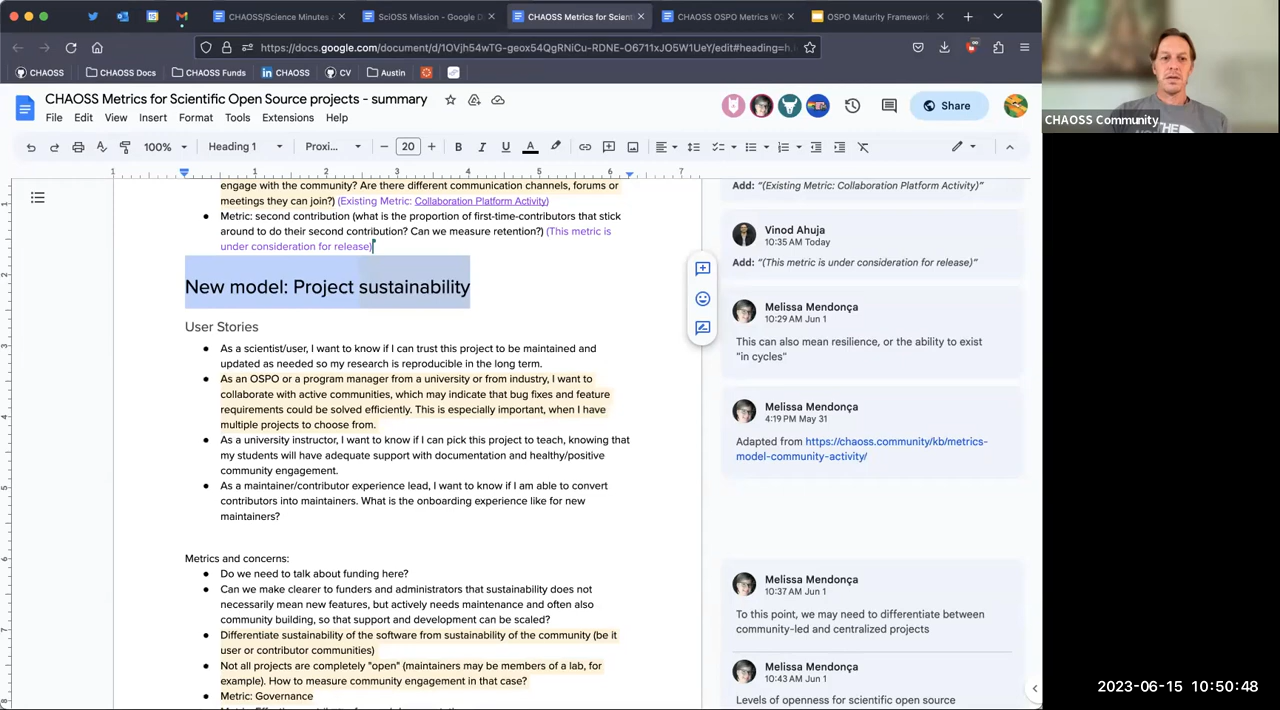 CHAOSS/Science Minutes
SciOSS Mission - Google D
CHAOSS Metrics for Scient
CHAOSS OSPO Metrics WG
OSPO Maturity Framework
https://docs.google.com/document/d/1OVjh54wTG-geox54QgRNiCu-RDNE-O6711xJO5W1UeY/edit#heading=h.
CHAOSS
CHAOSS Docs
CHAOSS Funds
in CHAOSS
CV
Austin
CHAOSS Metrics for Scientific Open Source projects - summary
File Edit View Insert Format Tools Extensions Help
Share
100% Heading 1 Proxi... − 20 + B I U A
1 1 2 3 4 5 6 7
engage with the community? Are there different communication channels, forums or
meetings they can join?) (Existing Metric: Collaboration Platform Activity)
Metric: second contribution (what is the proportion of first-time-contributors that stick
around to do their second contribution? Can we measure retention?) (This metric is
under consideration for release)
New model: Project sustainability
User Stories
As a scientist/user, I want to know if I can trust this project to be maintained and
updated as needed so my research is reproducible in the long term.
As an OSPO or a program manager from a university or from industry, I want to
collaborate with active communities, which may indicate that bug fixes and feature
requirements could be solved efficiently. This is especially important, when I have
multiple projects to choose from.
As a university instructor, I want to know if I can pick this project to teach, knowing that
my students will have adequate support with documentation and healthy/positive
community engagement.
As a maintainer/contributor experience lead, I want to know if I am able to convert
contributors into maintainers. What is the onboarding experience like for new
maintainers?
Metrics and concerns:
Do we need to talk about funding here?
Can we make clearer to funders and administrators that sustainability does not
necessarily mean new features, but actively needs maintenance and often also
community building, so that support and development can be scaled?
Differentiate sustainability of the software from sustainability of the community (be it
user or contributor communities)
Not all projects are completely "open" (maintainers may be members of a lab, for
example). How to measure community engagement in that case?
Metric: Governance
Add: “(Existing Metric: Collaboration Platform Activity)”
Vinod Ahuja
10:35 AM Today
Add: “(This metric is under consideration for release)”
Melissa Mendonça
10:29 AM Jun 1
This can also mean resilience, or the ability to exist
"in cycles"
Melissa Mendonça
4:19 PM May 31
Adapted from https://chaoss.community/kb/metrics-
model-community-activity/
Melissa Mendonça
10:37 AM Jun 1
To this point, we may need to differentiate between
community-led and centralized projects
Melissa Mendonça
10:43 AM Jun 1
Levels of openness for scientific open source
CHAOSS Community
THE
2023-06-15 10:50:48